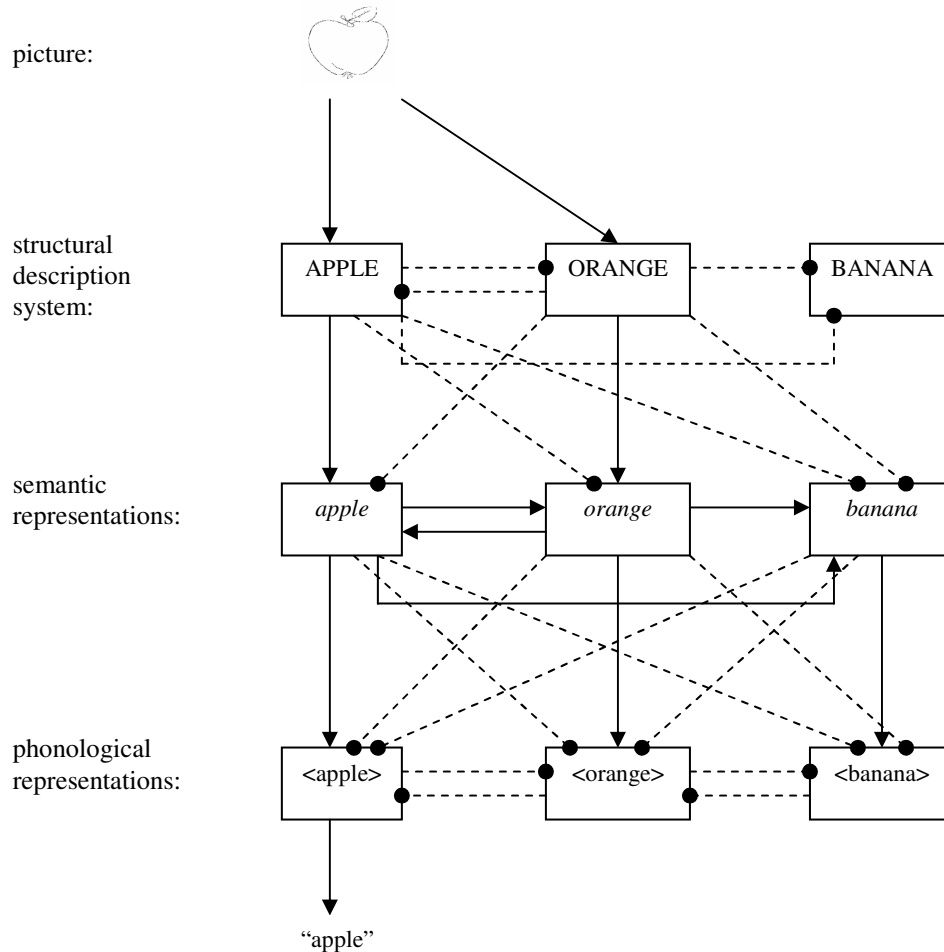 picture:
structural
description
system:
APPLE ORANGE BANANA
semantic
representations:
apple orange banana
phonological
representations:
<apple> <orange> <banana>
“apple”